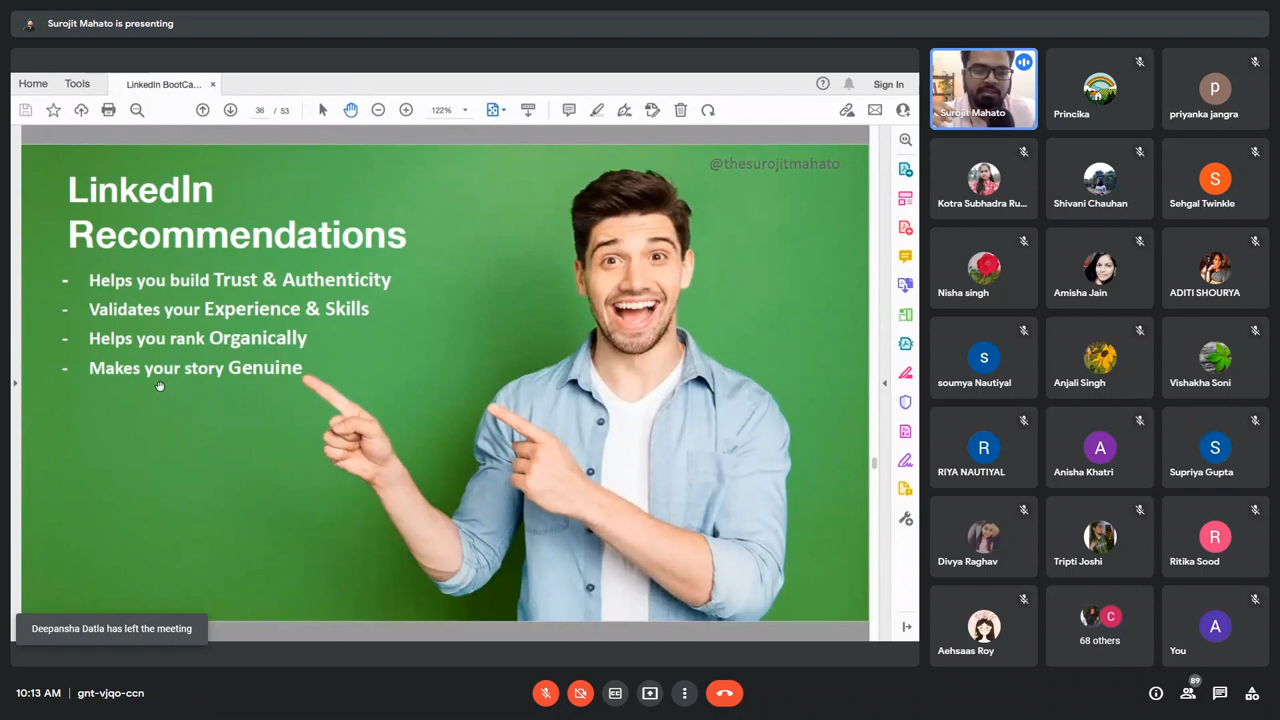 Surojit Mahato is presenting
Home
Tools
LinkedIn BootCa...
Sign In
36 / 53
122%
@thesurojitmahato
LinkedIn
Recommendations
- Helps you build Trust & Authenticity
- Validates your Experience & Skills
- Helps you rank Organically
- Makes your story Genuine
Deepansha Datla has left the meeting
Surojit Mahato
Princika
p
priyanka jangra
Kotra Subhadra Ru...
Shivani Chauhan
S
Sehgal Twinkle
Nisha singh
Amisha Jain
ADITI SHOURYA
s
soumya Nautiyal
Anjali Singh
Vishakha Soni
R
RIYA NAUTIYAL
A
Anisha Khatri
S
Supriya Gupta
Divya Raghav
Tripti Joshi
R
Ritika Sood
Aehsaas Roy
C
68 others
A
You
10:13 AM | gnt-vjqo-ccn
89